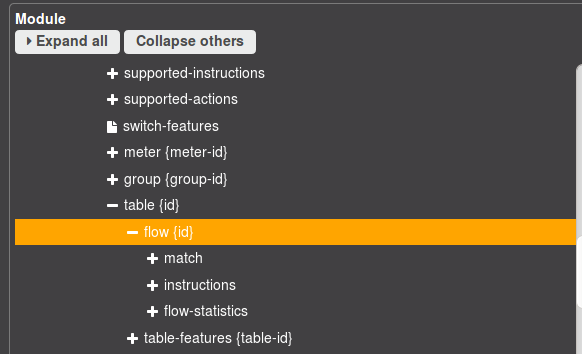 Module
Expand all Collapse others
supported-instructions
supported-actions
switch-features
meter {meter-id}
group {group-id}
table {id}
flow {id}
match
instructions
flow-statistics
table-features {table-id}